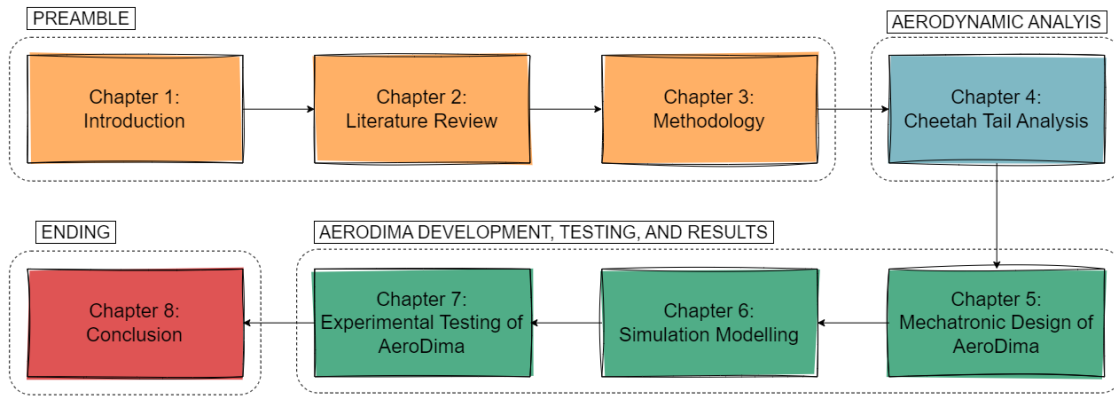 PREAMBLE
AERODYNAMIC ANALYIS
Chapter 1:
Introduction
Chapter 2:
Literature Review
Chapter 3:
Methodology
Chapter 4:
Cheetah Tail Analysis
ENDING
AERODIMA DEVELOPMENT, TESTING, AND RESULTS
Chapter 8:
Conclusion
Chapter 7:
Experimental Testing of
AeroDima
Chapter 6:
Simulation Modelling
Chapter 5:
Mechatronic Design of
AeroDima